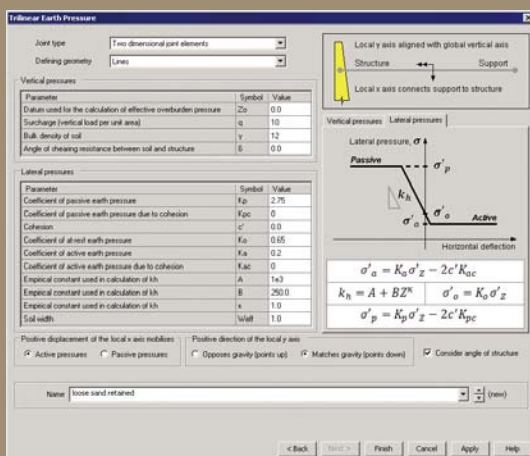 Trilinear Earth Pressure
Joint type
Two dimensional joint elements
Defining geometry
Lines
Vertical pressures
Parameter Symbol Value
Datum used for the calculation of effective overburden pressure Zo 0.0
Surcharge (vertical load per unit area) q 10
Bulk density of soil γ 12
Angle of shearing resistance between soil and structure δ 0.0
Lateral pressures
Parameter Symbol Value
Coefficient of passive earth pressure Kp 2.75
Coefficient of passive earth pressure due to cohesion Kpc 0
Cohesion c' 0.0
Coefficient of at-rest earth pressure Ko 0.65
Coefficient of active earth pressure Ka 0.2
Coefficient of active earth pressure due to cohesion Kac 0
Empirical constant used in calculation of kh A 1e3
Empirical constant used in calculation of kh B 250.0
Empirical constant used in calculation of kh κ 1.0
Soil width Weff 1.0
Local y axis aligned with global vertical axis
Structure Support
Local x axis connects support to structure
Vertical pressures Lateral pressures
Lateral pressure, σ
Passive
σ'p
kh
σ'o
σ'a
Active
Horizontal deflection
σ'a = Kaσ'Z − 2c'Kac
kh = A + BZ^κ σ'o = Koσ'Z
σ'p = Kpσ'Z − 2c'Kpc
Positive displacement of the local x axis mobilises
Active pressures Passive pressures
Positive direction of the local y axis
Opposes gravity (points up) Matches gravity (points down)
Consider angle of structure
Name loose sand retained (new)
< Back Next > Finish Cancel Apply Help